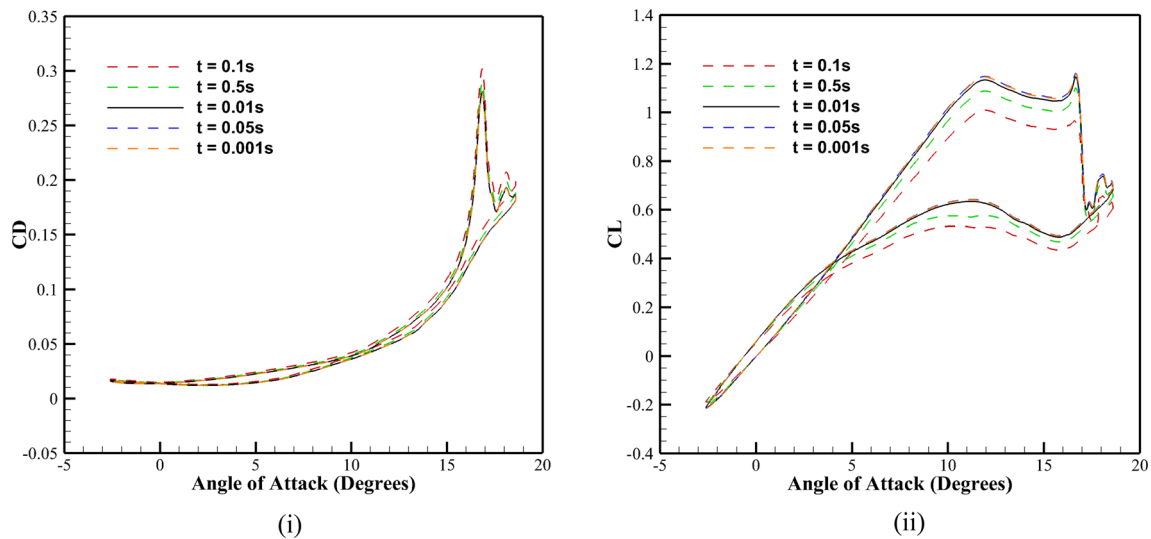 0.35
0.3
0.25
0.2
0.15
0.1
0.05
0
-0.05
CD
t = 0.1s
t = 0.5s
t = 0.01s
t = 0.05s
t = 0.001s
-5 0 5 10 15 20
Angle of Attack (Degrees)
(i)
1.4
1.2
1
0.8
0.6
0.4
0.2
0
-0.2
-0.4
CL
t = 0.1s
t = 0.5s
t = 0.01s
t = 0.05s
t = 0.001s
-5 0 5 10 15 20
Angle of Attack (Degrees)
(ii)